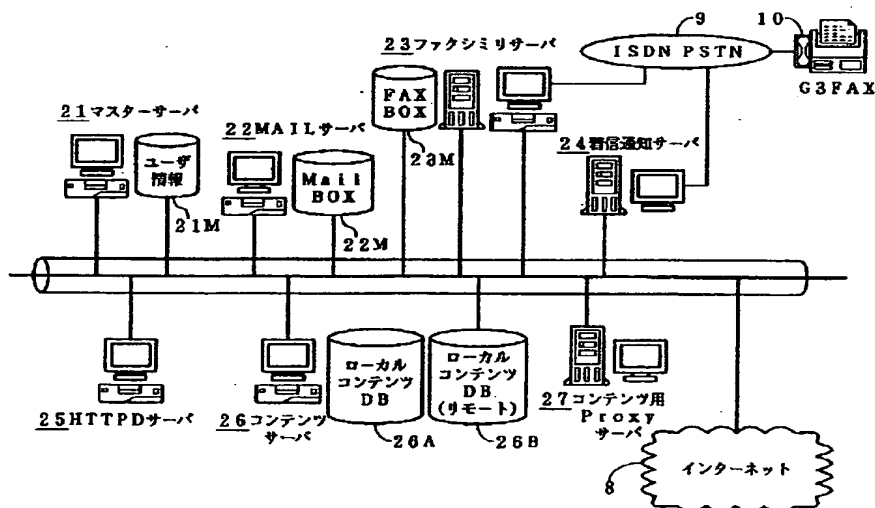 9
10
ISDN PSTN
G3FAX
23ファクシミリサーバ
FAX
BOX
23M
21マスターサーバ
ユーザ
情報
21M
22MAILサーバ
Mail
BOX
22M
24着信通知サーバ
25HTTPDサーバ
26コンテンツ
サーバ
ローカル
コンテンツ
DB
26A
ローカル
コンテンツ
DB
(リモート)
26B
27コンテンツ用
Proxy
サーバ
8
インターネット